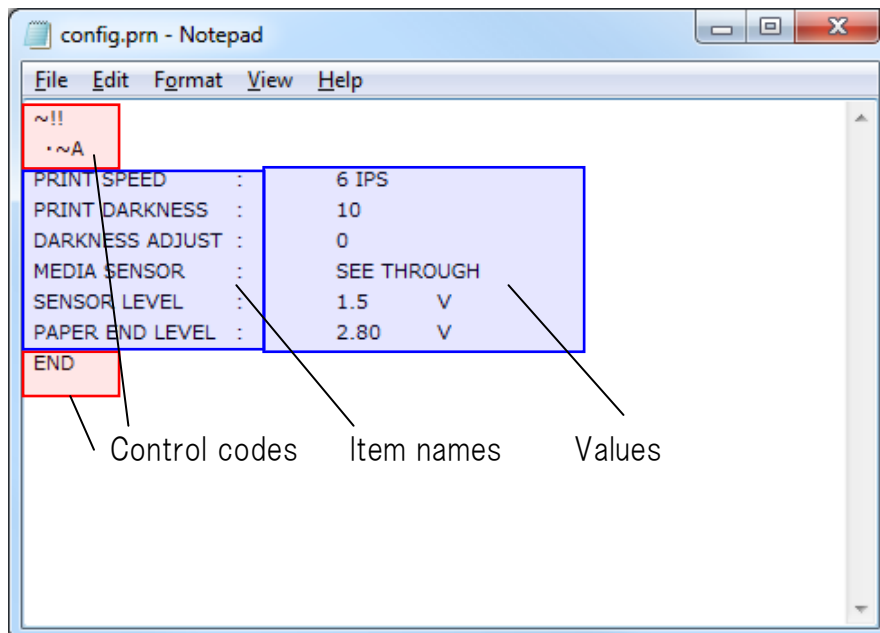 config.prn - Notepad
File Edit Format View Help
~!!
·~A
PRINT SPEED : 6 IPS
PRINT DARKNESS : 10
DARKNESS ADJUST : 0
MEDIA SENSOR : SEE THROUGH
SENSOR LEVEL : 1.5 V
PAPER END LEVEL : 2.80 V
END
Control codes Item names Values